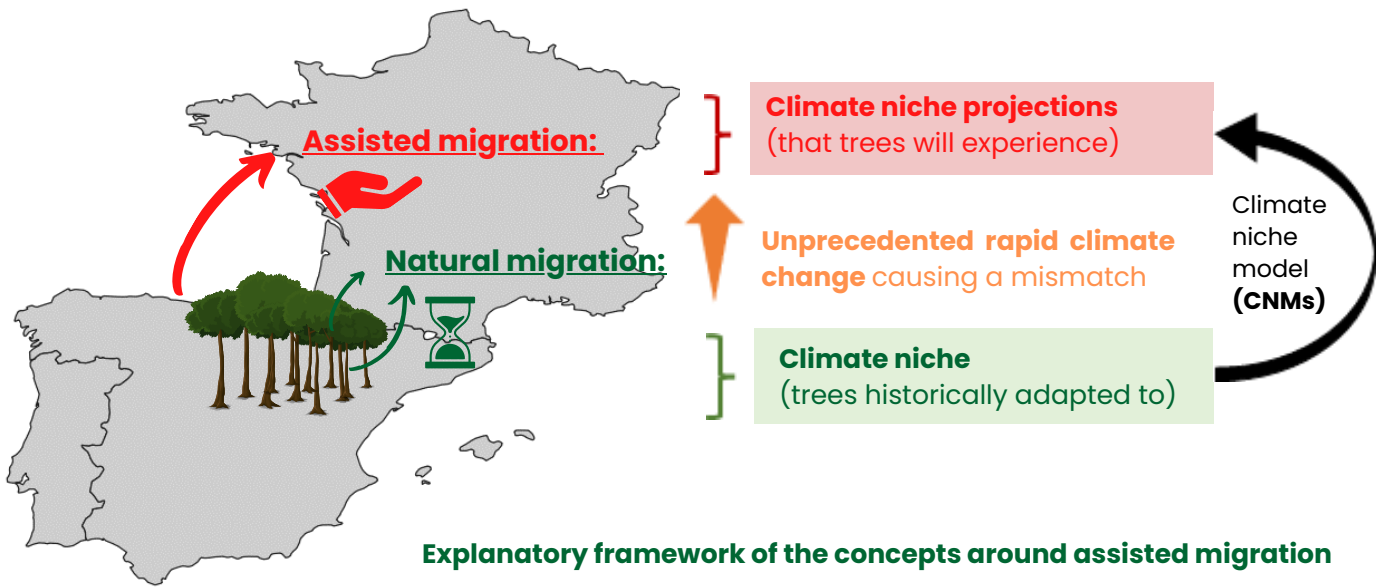 Assisted migration:
Natural migration:
Climate niche projections
(that trees will experience)
Unprecedented rapid climate
change causing a mismatch
Climate niche
(trees historically adapted to)
Climate
niche
model
(CNMs)
Explanatory framework of the concepts around assisted migration